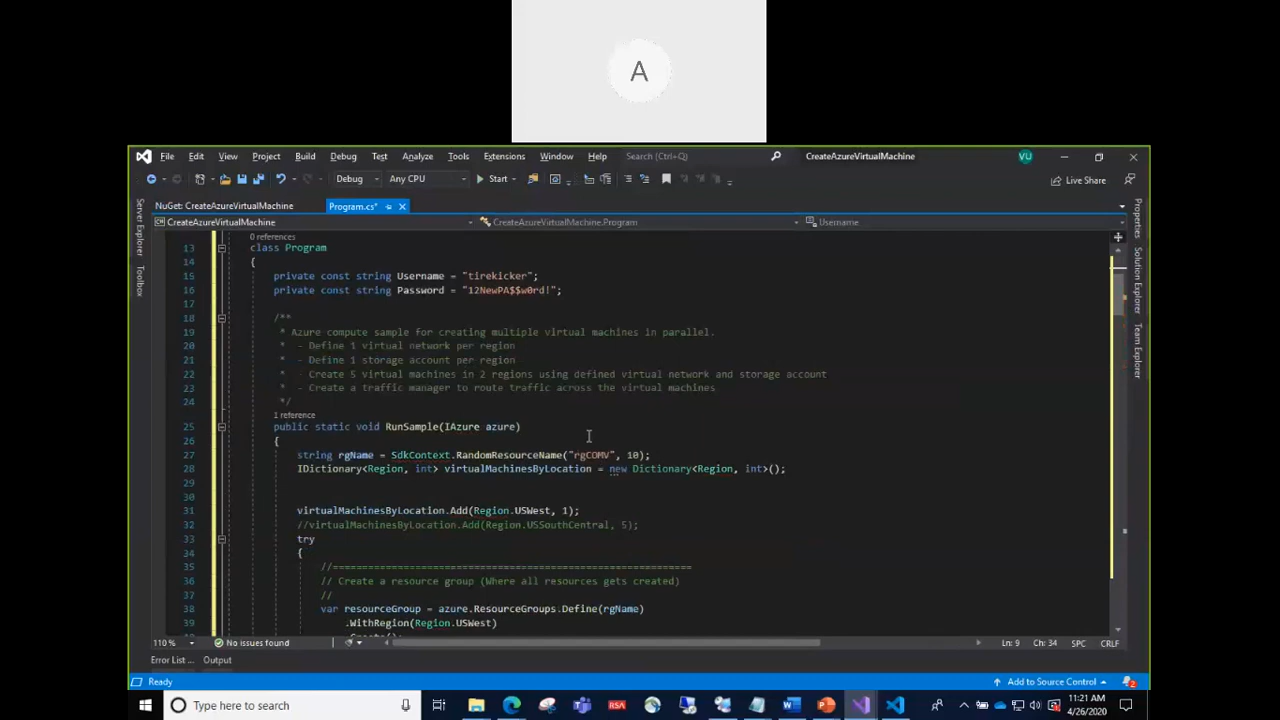 A
File Edit View Project Build Debug Test Analyze Tools Extensions Window Help Search (Ctrl+Q) CreateAzureVirtualMachine VU
Debug Any CPU Start Live Share
NuGet: CreateAzureVirtualMachine Program.cs*
CreateAzureVirtualMachine CreateAzureVirtualMachine.Program Username
Server Explorer
Toolbox
Properties
Solution Explorer
Team Explorer
0 references
13 class Program
14 {
15 private const string Username = "tirekicker";
16 private const string Password = "12NewPA$$w0rd!";
17
18 /**
19 * Azure compute sample for creating multiple virtual machines in parallel.
20 * - Define 1 virtual network per region
21 * - Define 1 storage account per region
22 * - Create 5 virtual machines in 2 regions using defined virtual network and storage account
23 * - Create a traffic manager to route traffic across the virtual machines
24 */
1 reference
25 public static void RunSample(IAzure azure)
26 {
27 string rgName = SdkContext.RandomResourceName("rgCOMV", 10);
28 IDictionary<Region, int> virtualMachinesByLocation = new Dictionary<Region, int>();
29
30
31 virtualMachinesByLocation.Add(Region.USWest, 1);
32 //virtualMachinesByLocation.Add(Region.USSouthCentral, 5);
33 try
34 {
35 //=============================================================
36 // Create a resource group (Where all resources gets created)
37 //
38 var resourceGroup = azure.ResourceGroups.Define(rgName)
39 .WithRegion(Region.USWest)
110 % No issues found Ln: 9 Ch: 34 SPC CRLF
Error List ... Output
Ready Add to Source Control 2
Type here to search RSA 11:21 AM
4/26/2020